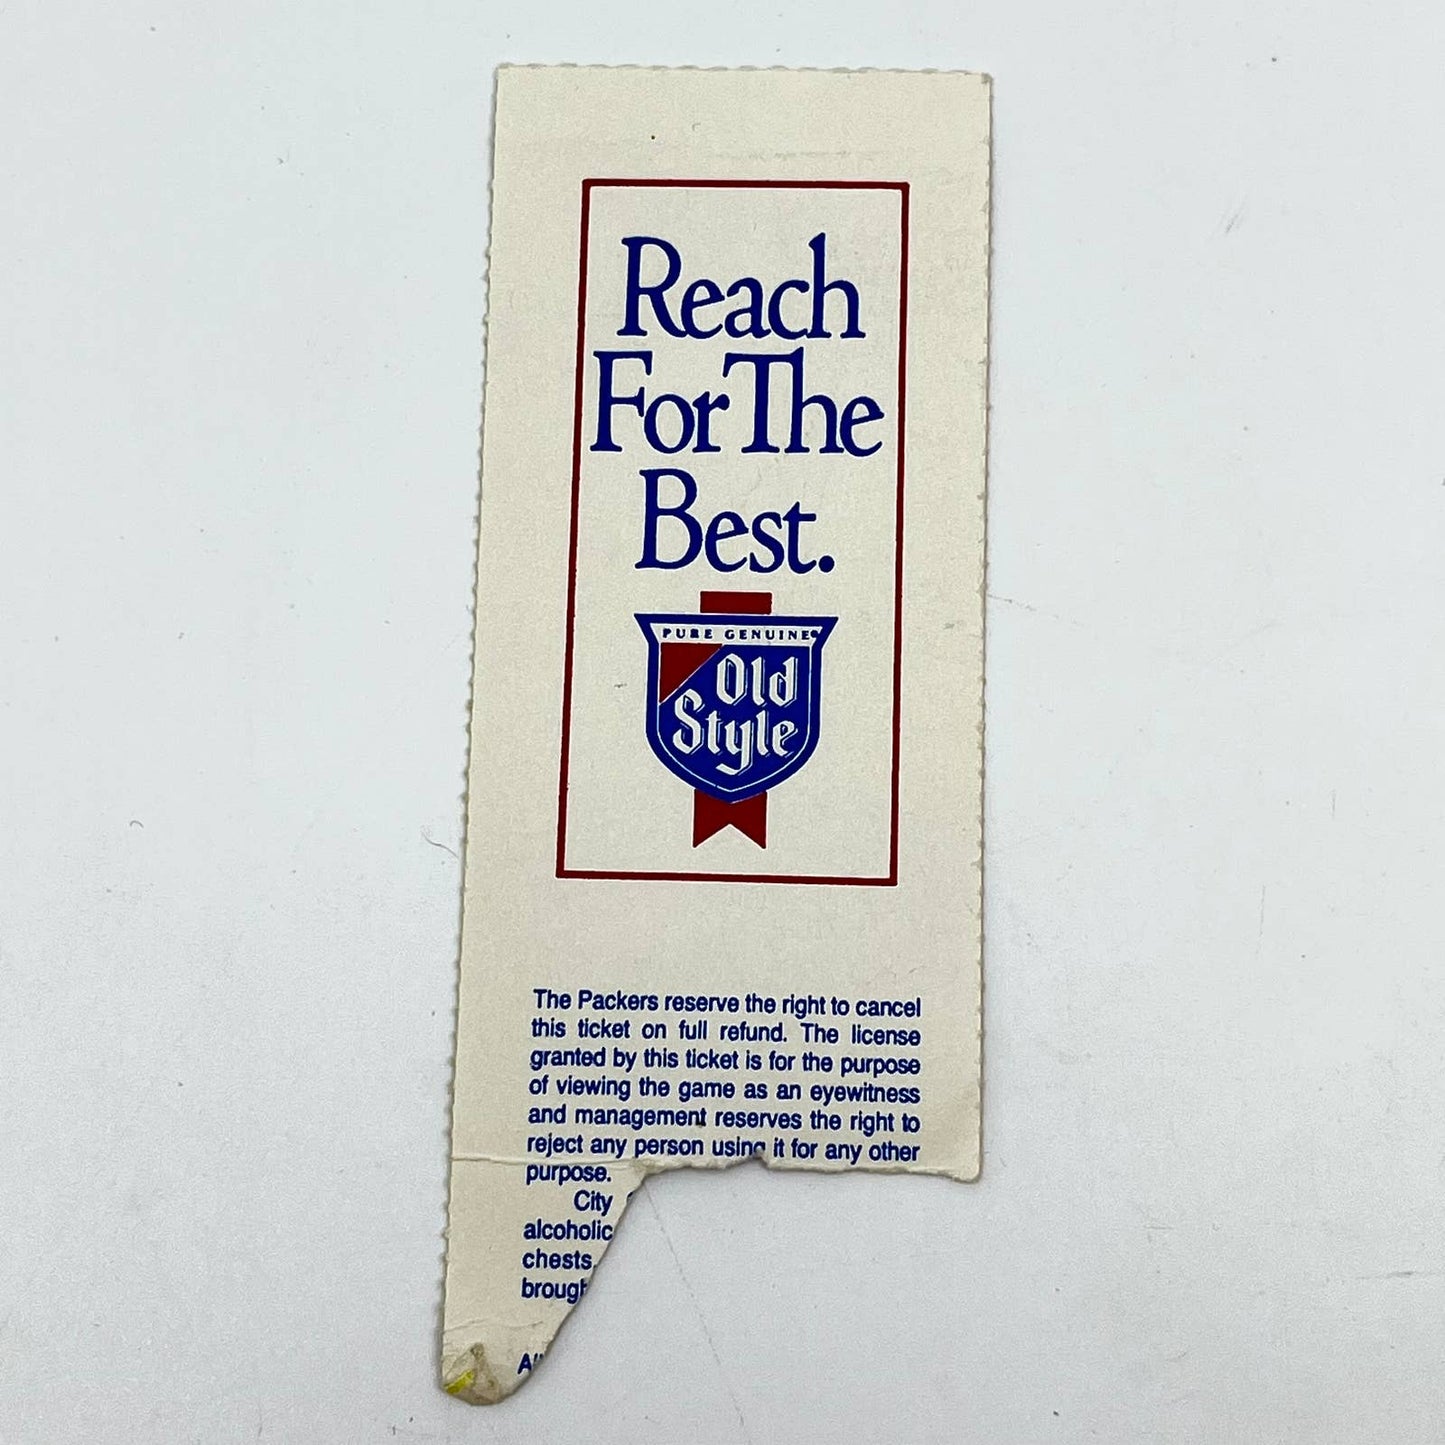 Reach
For The
Best.
PURE GENUINE®
Old
Style
The Packers reserve the right to cancel
this ticket on full refund. The license
granted by this ticket is for the purpose
of viewing the game as an eyewitness
and management reserves the right to
reject any person using it for any other
purpose.
City
alcoholic
chests.